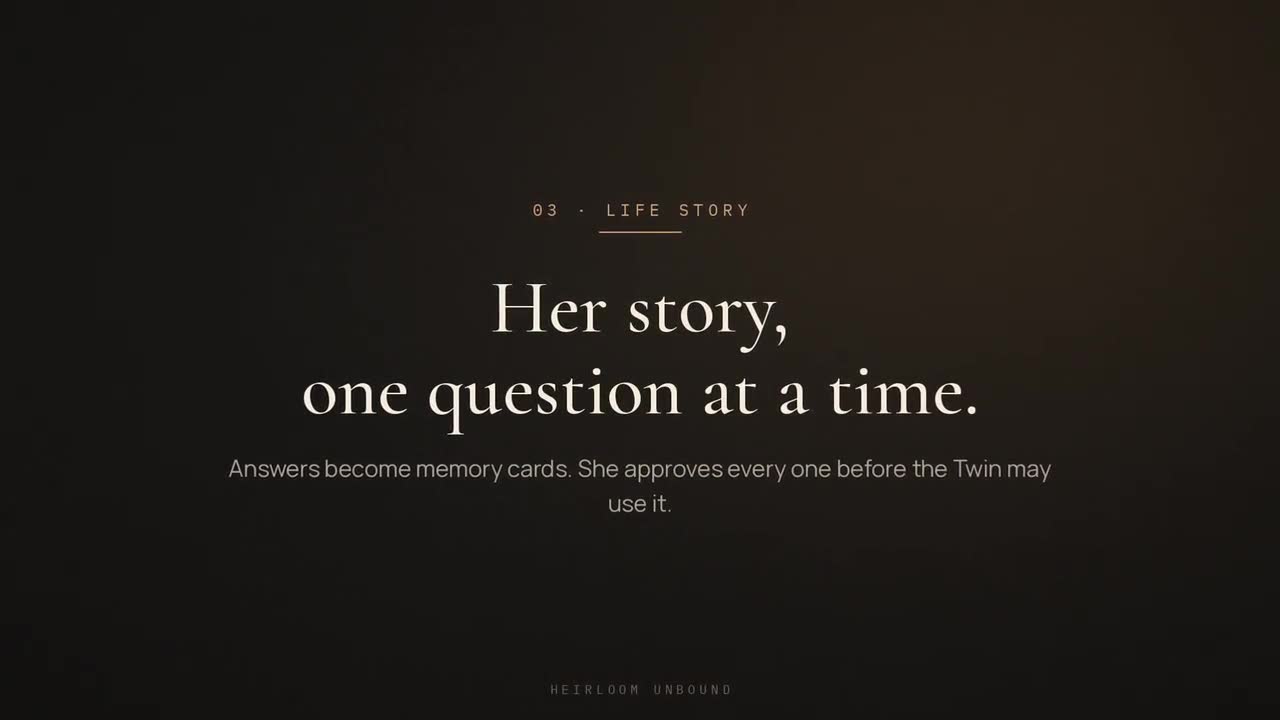 03 · LIFE STORY
Her story,
one question at a time.
Answers become memory cards. She approves every one before the Twin may
use it.
HEIRLOOM UNBOUND